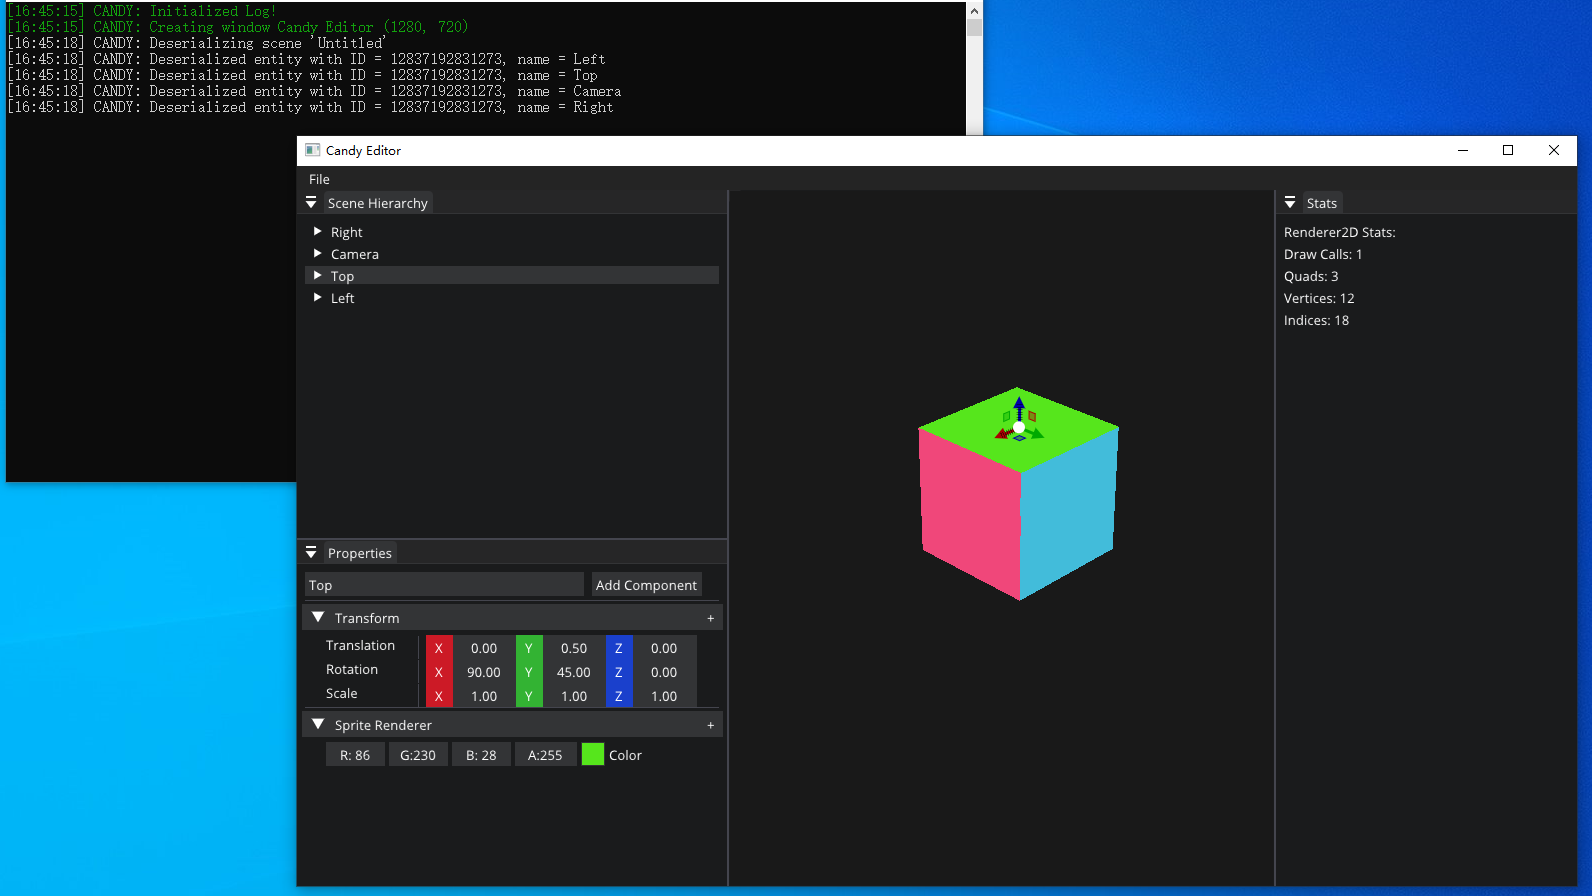 [16:45:15] CANDY: Initialized Log!
[16:45:15] CANDY: Creating window Candy Editor (1280, 720)
[16:45:18] CANDY: Deserializing scene 'Untitled'
[16:45:18] CANDY: Deserialized entity with ID = 12837192831273, name = Left
[16:45:18] CANDY: Deserialized entity with ID = 12837192831273, name = Top
[16:45:18] CANDY: Deserialized entity with ID = 12837192831273, name = Camera
[16:45:18] CANDY: Deserialized entity with ID = 12837192831273, name = Right
Candy Editor
File
Scene Hierarchy
Right
Camera
Top
Left
Properties
Top Add Component
Transform +
Translation X 0.00 Y 0.50 Z 0.00
Rotation X 90.00 Y 45.00 Z 0.00
Scale X 1.00 Y 1.00 Z 1.00
Sprite Renderer +
R: 86 G:230 B: 28 A:255 Color
Stats
Renderer2D Stats:
Draw Calls: 1
Quads: 3
Vertices: 12
Indices: 18